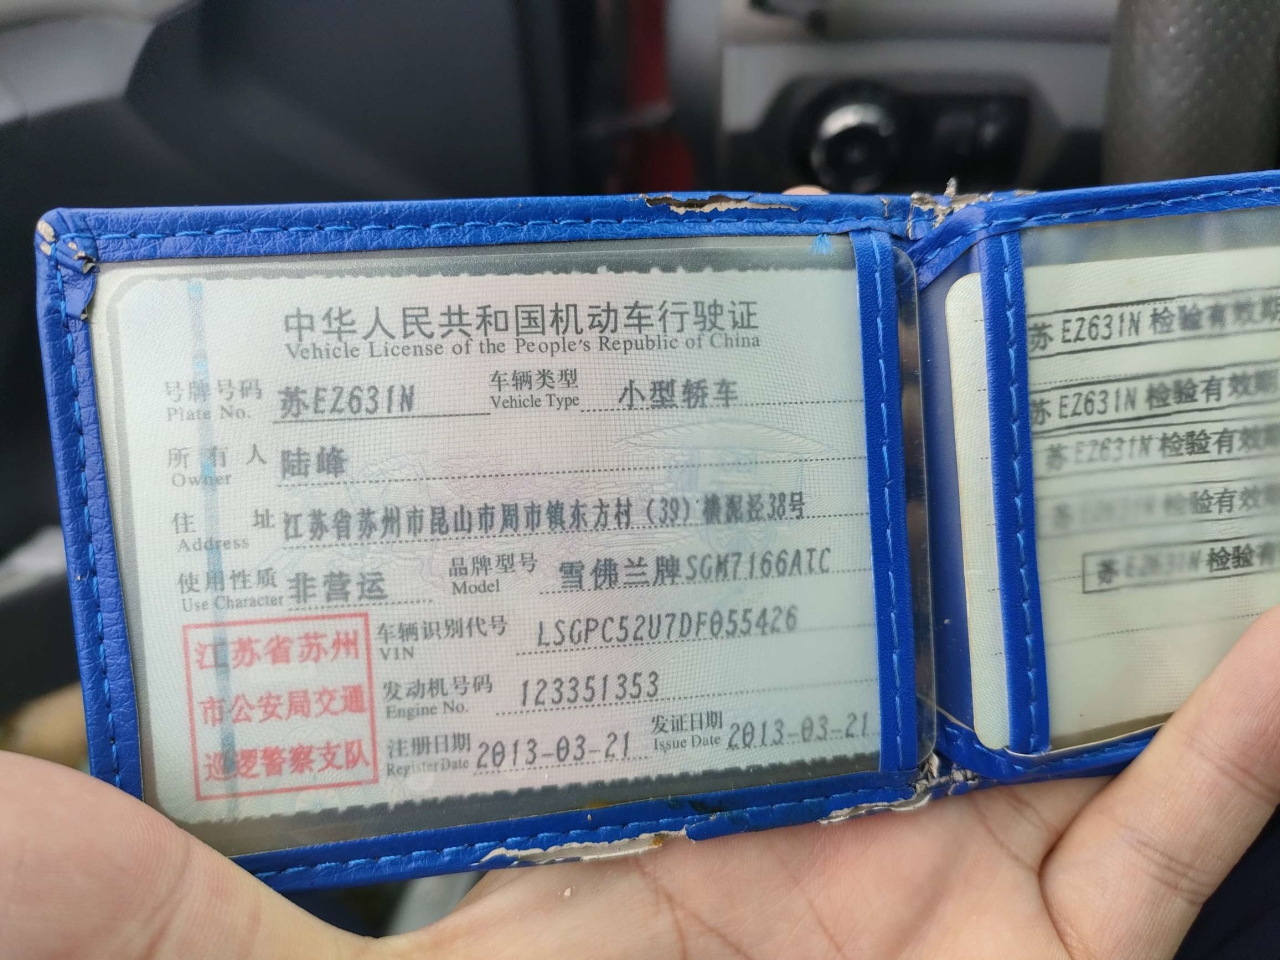 中华人民共和国机动车行驶证
Vehicle License of the People's Republic of China
号牌号码 苏EZ631N 车辆类型 小型轿车
Plate No. Vehicle Type
所有人 陆峰
Owner
住址 江苏省苏州市昆山市周市镇东方村(39)横泥泾38号
Address
使用性质 非营运 品牌型号 雪佛兰牌SGM7166ATC
Use Character Model
江苏省苏州
市公安局交通
巡逻警察支队
车辆识别代号 LSGPC52U7DF055426
VIN
发动机号码 123351353
Engine No.
注册日期 2013-03-21 发证日期 2013-03-21
Register Date Issue Date
苏EZ631N 检验有效期
苏EZ631N 检验有效期
苏EZ631N 检验有效
检验有效
苏EZ631N 检验有